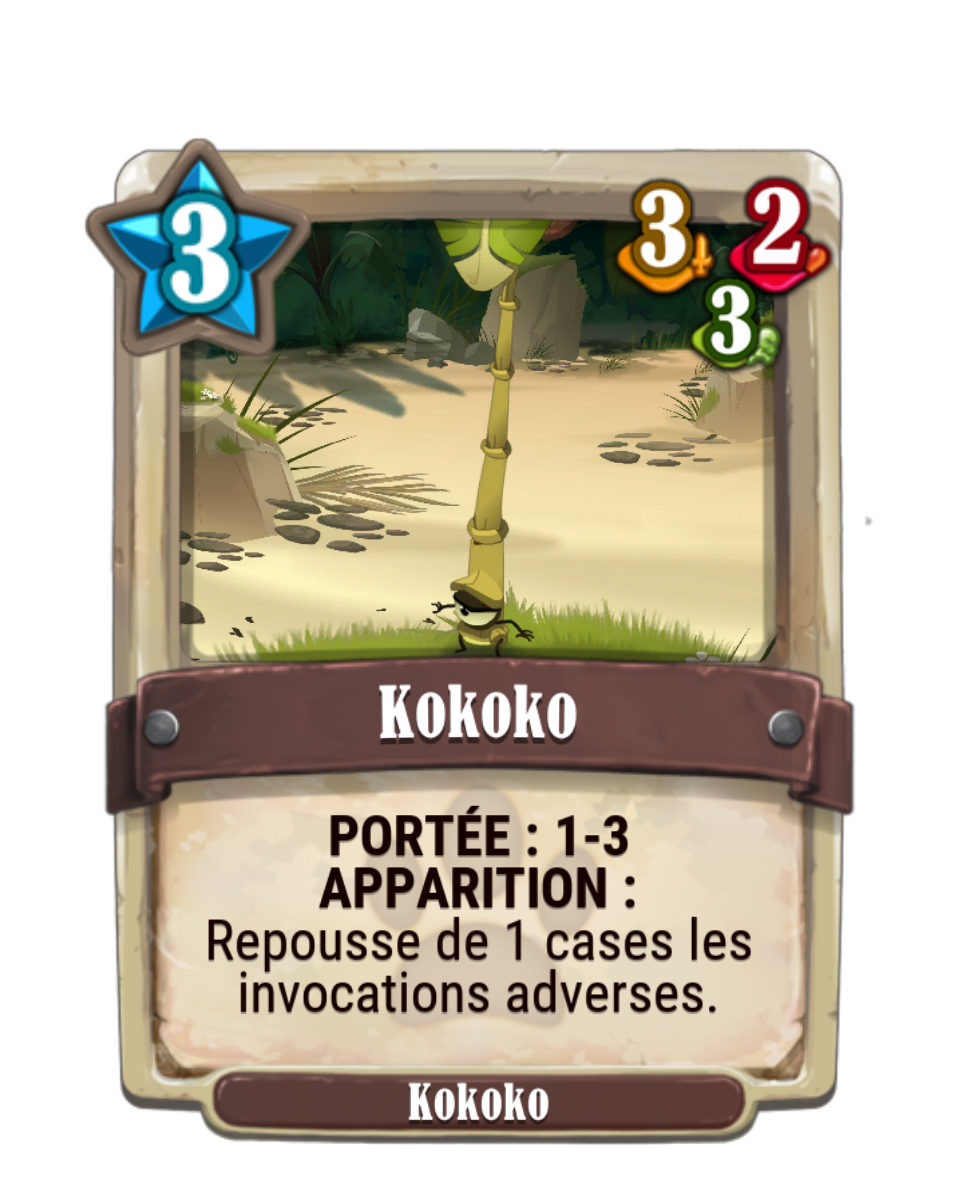 3
3
2
3
Kokoko
PORTÉE : 1-3
APPARITION :
Repousse de 1 cases les
invocations adverses.
Kokoko